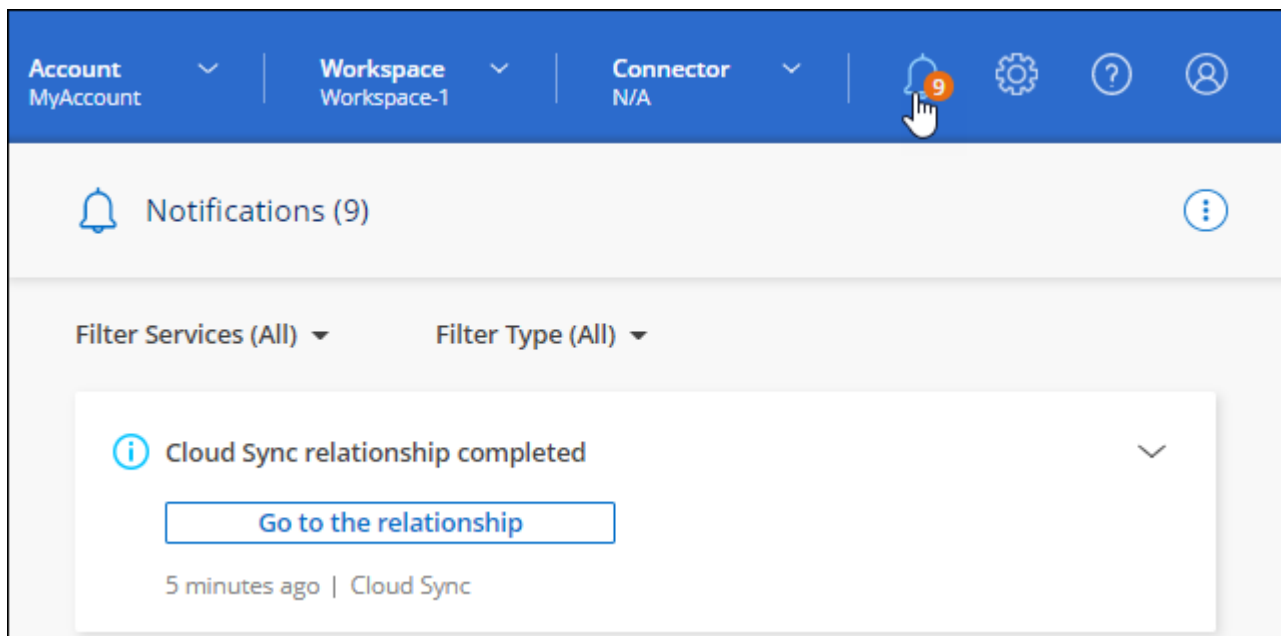 Account
MyAccount
Workspace
Workspace-1
Connector
N/A
9
?
Notifications (9)
Filter Services (All)
Filter Type (All)
i
Cloud Sync relationship completed
Go to the relationship
5 minutes ago | Cloud Sync